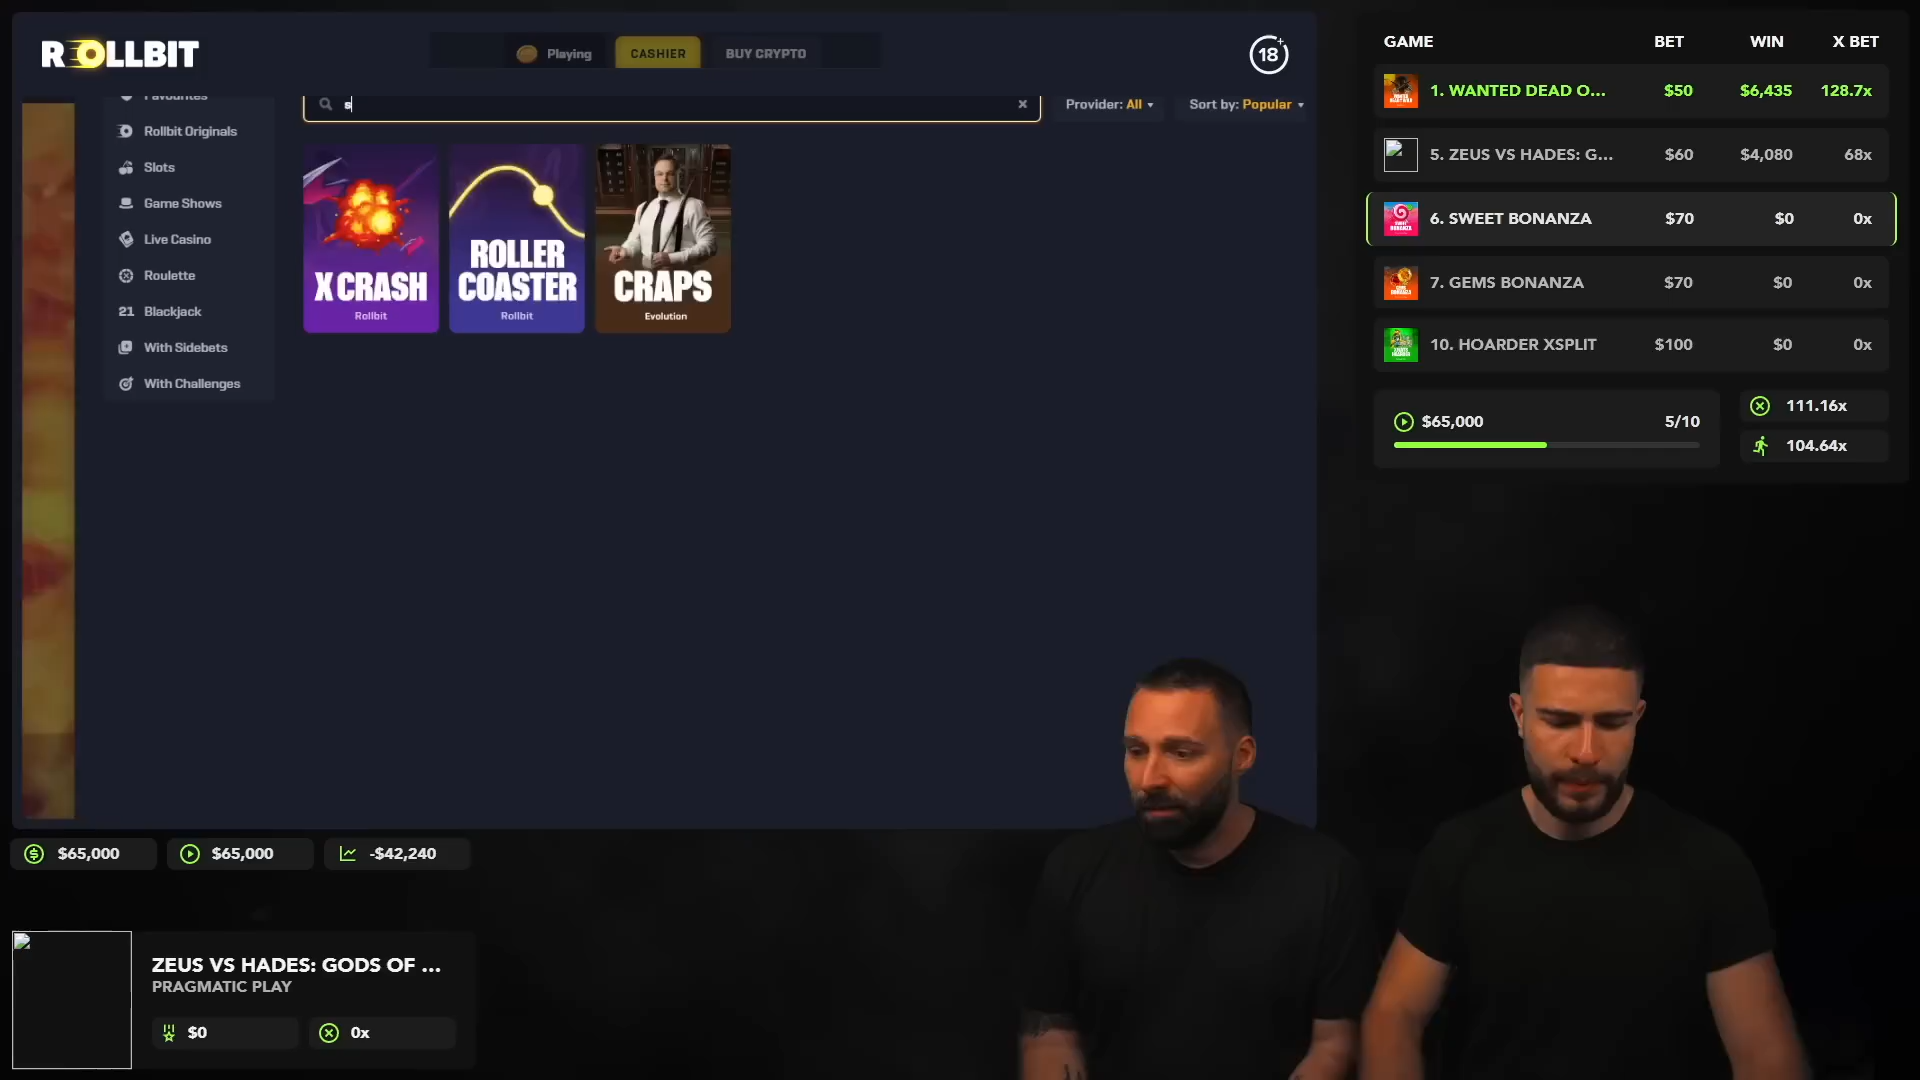 ROLLBIT
Playing
CASHIER
BUY CRYPTO
18+
Favourites
Rollbit Originals
Slots
Game Shows
Live Casino
Roulette
21 Blackjack
With Sidebets
With Challenges
s
Provider: All
Sort by: Popular
X CRASH
Rollbit
ROLLER
COASTER
Rollbit
CRAPS
Evolution
GAME BET WIN X BET
1. WANTED DEAD O... $50 $6,435 128.7x
5. ZEUS VS HADES: G... $60 $4,080 68x
6. SWEET BONANZA $70 $0 0x
7. GEMS BONANZA $70 $0 0x
10. HOARDER XSPLIT $100 $0 0x
$65,000 5/10
111.16x
104.64x
$65,000
$65,000
-$42,240
ZEUS VS HADES: GODS OF ...
PRAGMATIC PLAY
$0
0x